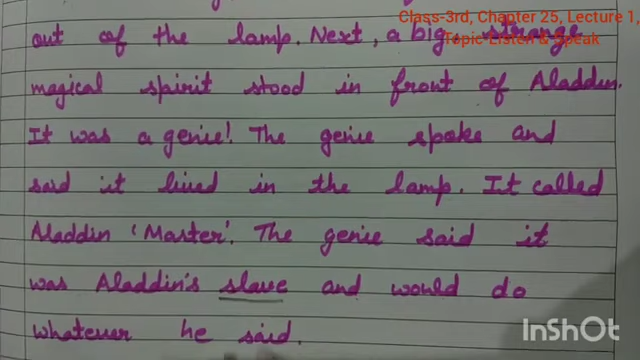 Class-3rd, Chapter 25, Lecture 1,
Topic-Listen & Speak
out of the lamp. Next, a big strange
magical spirit stood in front of Aladdin.
It was a genie! The genie spoke and
said it lived in the lamp. It called
Aladdin 'Master'. The genie said it
was Aladdin's slave and would do
whatever he said.
InShOt